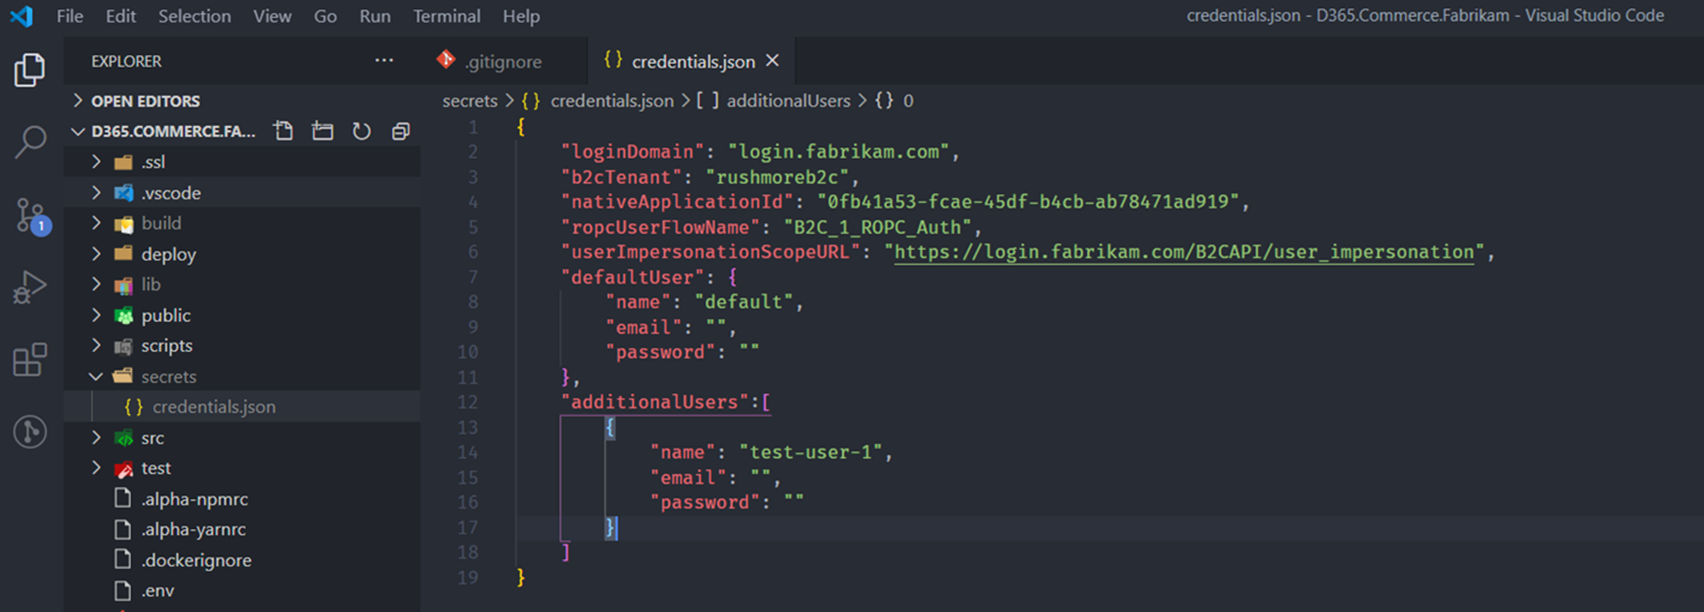 File Edit Selection View Go Run Terminal Help
credentials.json - D365.Commerce.Fabrikam - Visual Studio Code
EXPLORER ...
OPEN EDITORS
D365.COMMERCE.FA...
.ssl
.vscode
build
deploy
lib
public
scripts
secrets
{} credentials.json
src
test
.alpha-npmrc
.alpha-yarnrc
.dockerignore
.env
1
.gitignore
{} credentials.json
secrets > {} credentials.json > [ ] additionalUsers > {} 0
1 {
2 "loginDomain": "login.fabrikam.com",
3 "b2cTenant": "rushmoreb2c",
4 "nativeApplicationId": "0fb41a53-fcae-45df-b4cb-ab78471ad919",
5 "ropcUserFlowName": "B2C_1_ROPC_Auth",
6 "userImpersonationScopeURL": "https://login.fabrikam.com/B2CAPI/user_impersonation",
7 "defaultUser": {
8 "name": "default",
9 "email": "",
10 "password": ""
11 },
12 "additionalUsers":[
13 {
14 "name": "test-user-1",
15 "email": "",
16 "password": ""
17 }
18 ]
19 }